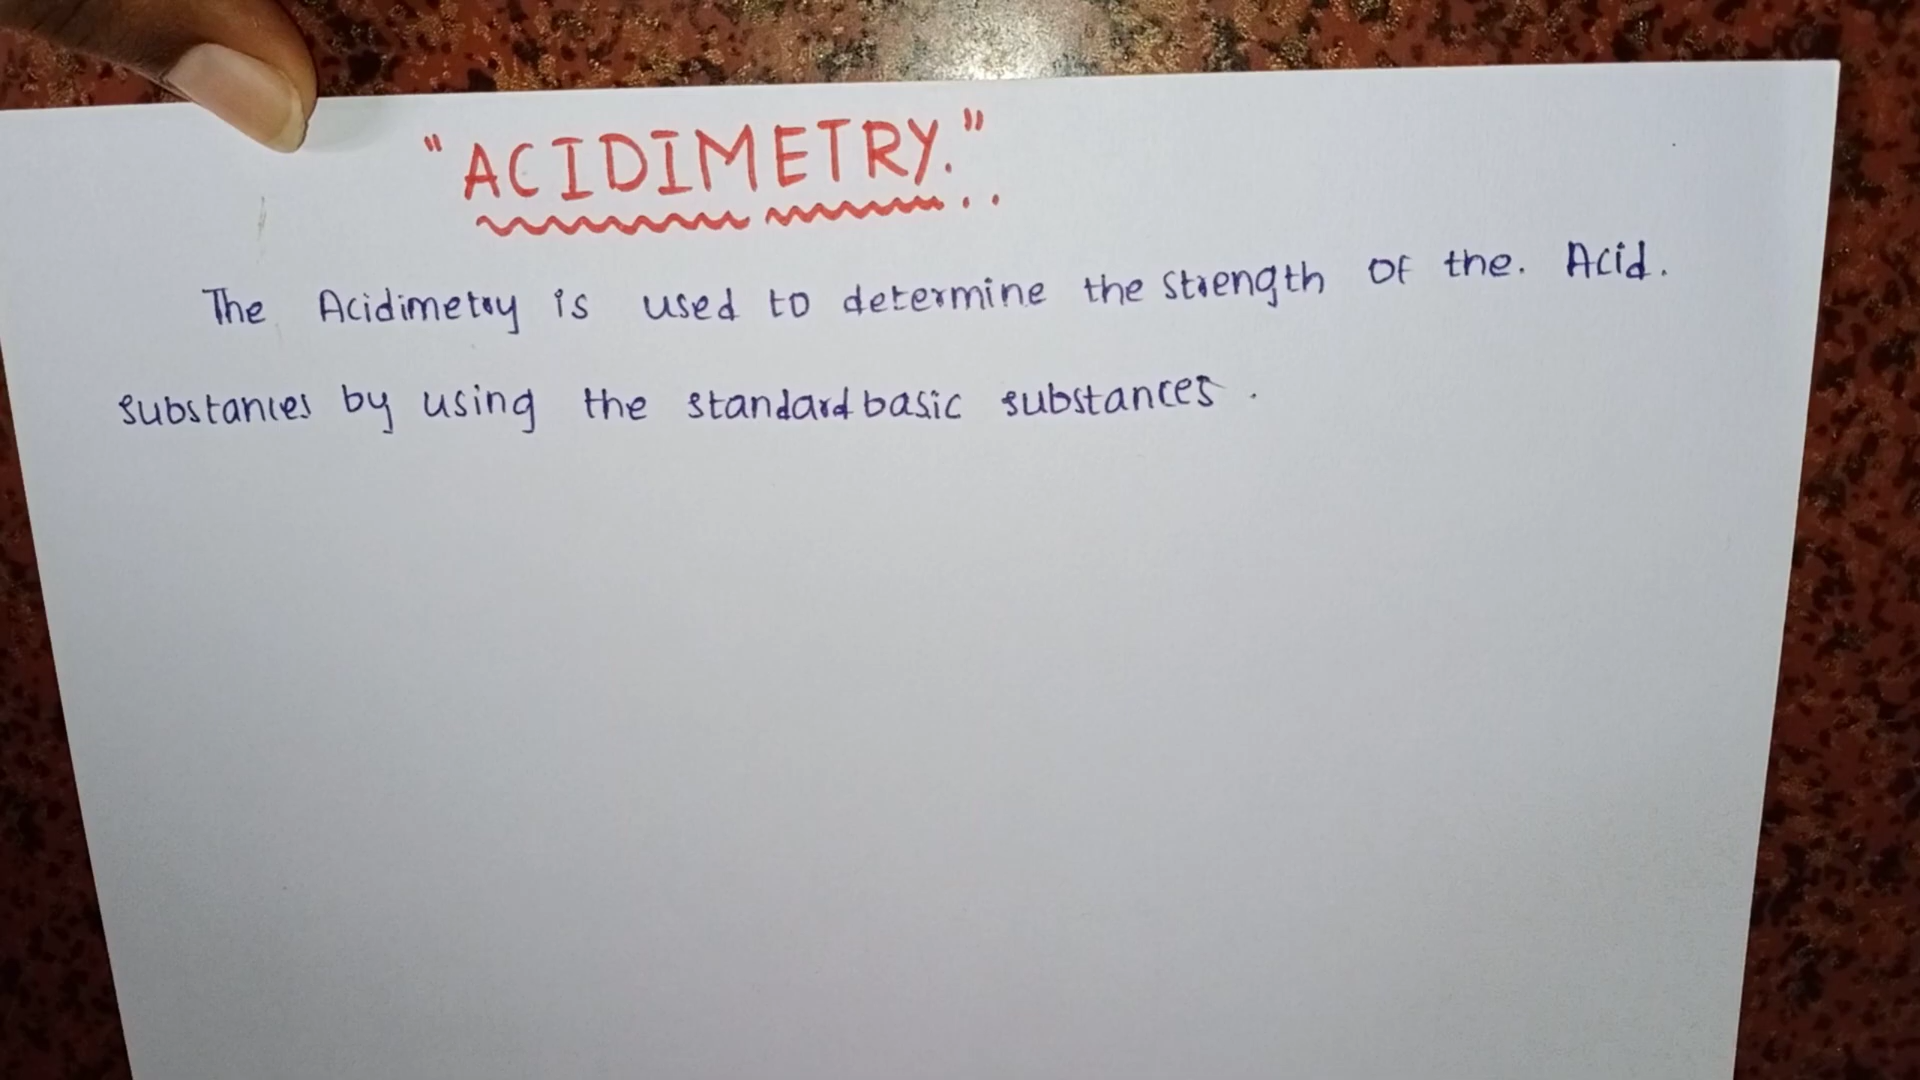 "ACIDIMETRY."
The Acidimetry is used to determine the strength of the. Acid.
substances by using the standard basic substances.